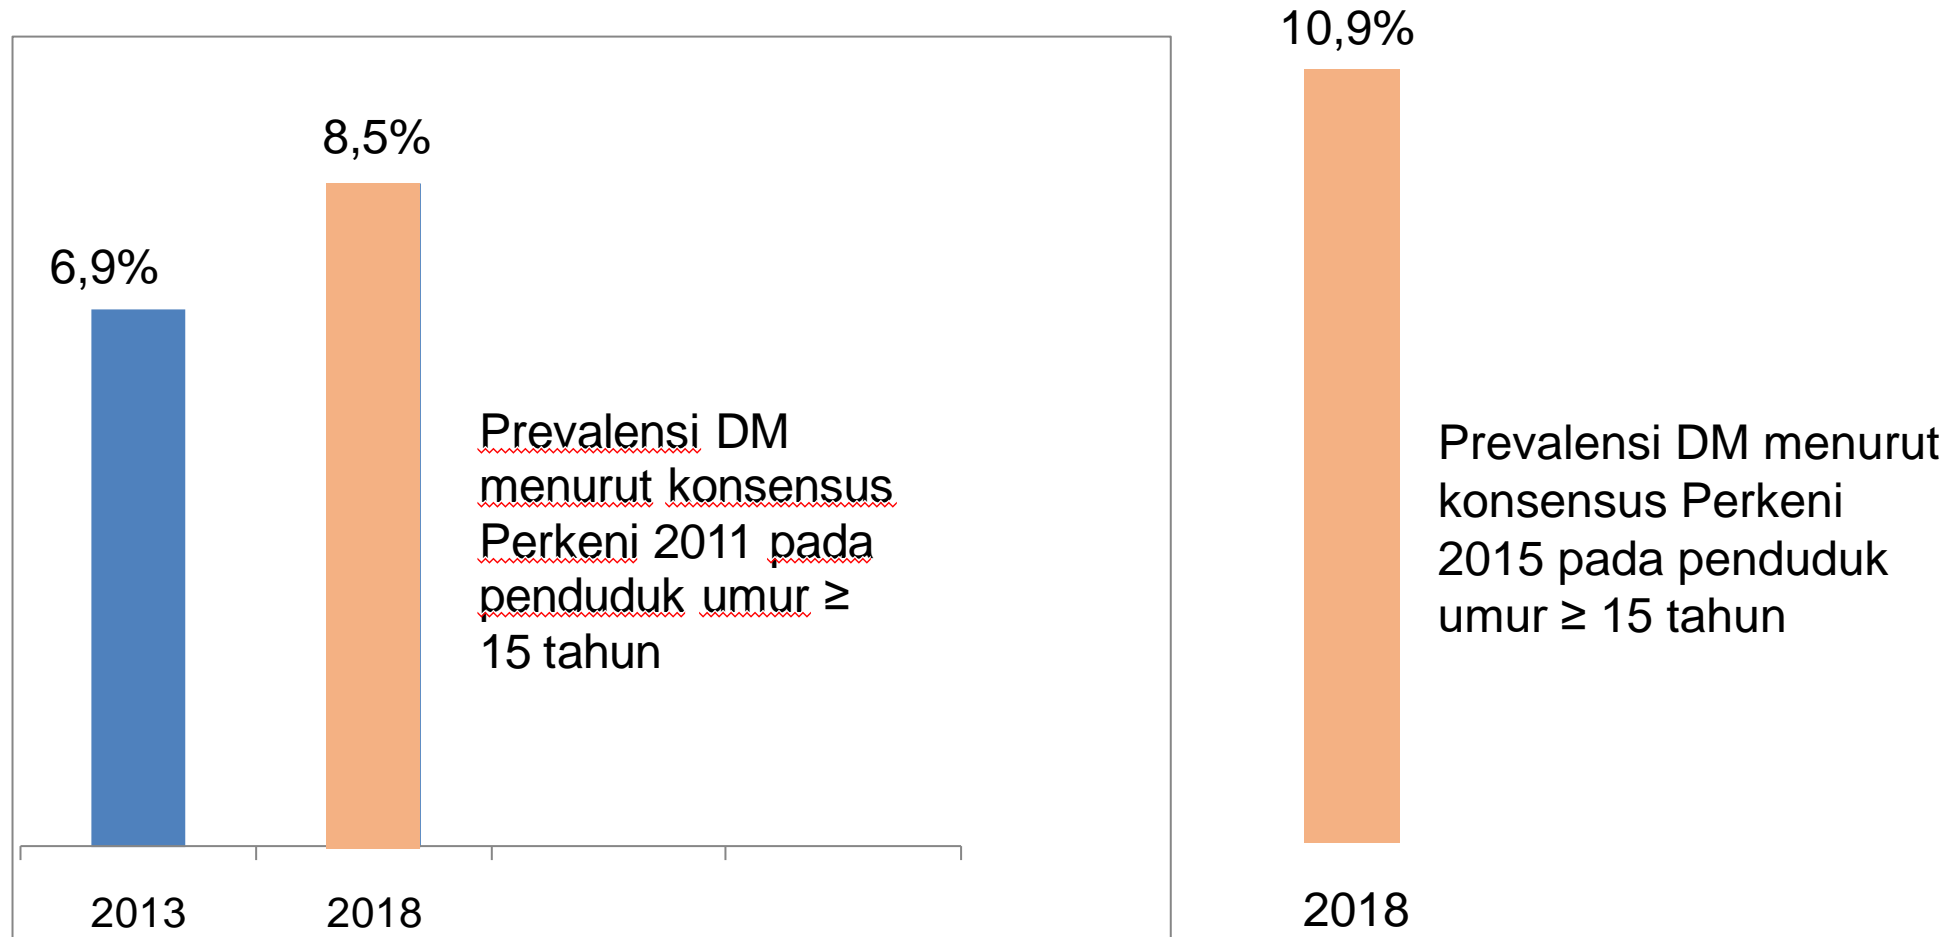 10,9%
8,5%
6,9%
Prevalensi DM
menurut konsensus
Perkeni 2011 pada
penduduk umur ≥
15 tahun
Prevalensi DM menurut
konsensus Perkeni
2015 pada penduduk
umur ≥ 15 tahun
2013
2018
2018